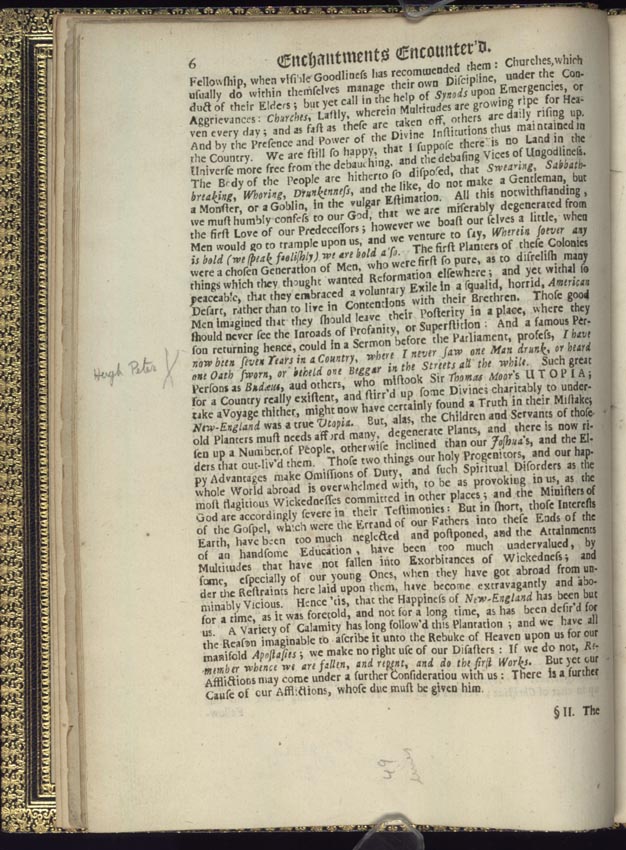 6 Enchantments Encounter'd.
Fellowſhip, when viſible Goodlineſs has recommended them: Churches, which
uſually do within themſelves manage their own Diſcipline, under the Con-
duct of their Elders; but yet call in the help of Synods upon Emergencies, or
Aggrievances: Churches, Laſtly, wherein Multitudes are growing ripe for Hea-
ven every day; and as faſt as theſe are taken off, others are daily riſing up.
And by the Preſence and Power of the Divine Inſtitutions thus maintained in
the Country. We are ſtill ſo happy, that I ſuppoſe there is no Land in the
Univerſe more free from the debauching, and the debaſing Vices of Ungodlineſs.
The Body of the People are hitherto ſo diſpoſed, that Swearing, Sabbath-
breaking, Whoring, Drunkenneſs, and the like, do not make a Gentleman, but
a Monſter, or a Goblin, in the vulgar Eſtimation. All this notwithſtanding,
we muſt humbly confeſs to our God, that we are miſerably degenerated from
the firſt Love of our Predeceſſors; however we boaſt our ſelves a little, when
Men would go to trample upon us, and we venture to ſay, Wherein ſoever any
is bold (we ſpeak fooliſhly) we are bold alſo. The firſt Planters of theſe Colonies
were a choſen Generation of Men, who were firſt ſo pure, as to diſreliſh many
things which they thought wanted Reformation elſewhere; and yet withal ſo
peaceable, that they embraced a voluntary Exile in a ſqualid, horrid, American
Deſart, rather than to live in Contentions with their Brethren. Thoſe good
Men imagined that they ſhould leave their Poſterity in a place, where they
ſhould never ſee the Inroads of Profanity, or Superſtition: And a famous Per-
ſon returning hence, could in a Sermon before the Parliament, profeſs, I have
now been ſeven Years in a Country, where I never ſaw one Man drunk, or heard
one Oath ſworn, or beheld one Beggar in the Streets all the while. Such great
Perſons as Budæus, aud others, who miſtook Sir Thomas Moor's UTOPIA;
for a Country really exiſtent, and ſtirr'd up ſome Divines charitably to under-
take a Voyage thither, might now have certainly found a Truth in their Miſtake;
New-England was a true Utopia. But, alas, the Children and Servants of thoſe
old Planters muſt needs afford many, degenerate Plants, and there is now ri-
ſen up a Number of People, otherwiſe inclined than our Joſhua's, and the El-
ders that out-liv'd them. Thoſe two things our holy Progenitors, and our hap-
py Advantages make Omiſſions of Duty, and ſuch Spiritual Diſorders as the
whole World abroad is overwhelmed with, to be as provoking in us, as the
moſt flagitious Wickedneſſes committed in other places; and the Miniſters of
God are accordingly ſevere in their Teſtimonies: But in ſhort, thoſe Intereſts
of the Goſpel, which were the Errand of our Fathers into theſe Ends of the
Earth, have been too much neglected and poſtponed, and the Attainments
of an handſome Education, have been too much undervalued, by
Multitudes that have not fallen into Exorbitances of Wickedneſs; and
ſome, eſpecially of our young Ones, when they have got abroad from un-
der the Reſtraints here laid upon them, have become extravagantly and abo-
minably Vicious. Hence 'tis, that the Happineſs of New-England has been but
for a time, as it was foretold, and not for a long time, as has been deſir'd for
us. A Variety of Calamity has long follow'd this Plantation; and we have all
the Reaſon imaginable to aſcribe it unto the Rebuke of Heaven upon us for our
manifold Apoſtaſies; we make no right uſe of our Diſaſters: If we do not, Re-
member whence we are fallen, and repent, and do the firſt Works. But yet our
Afflictions may come under a further Conſideratiou with us: There is a further
Cauſe of our Afflictions, whoſe due muſt be given him.
§ II. The
Hugh Peter
49